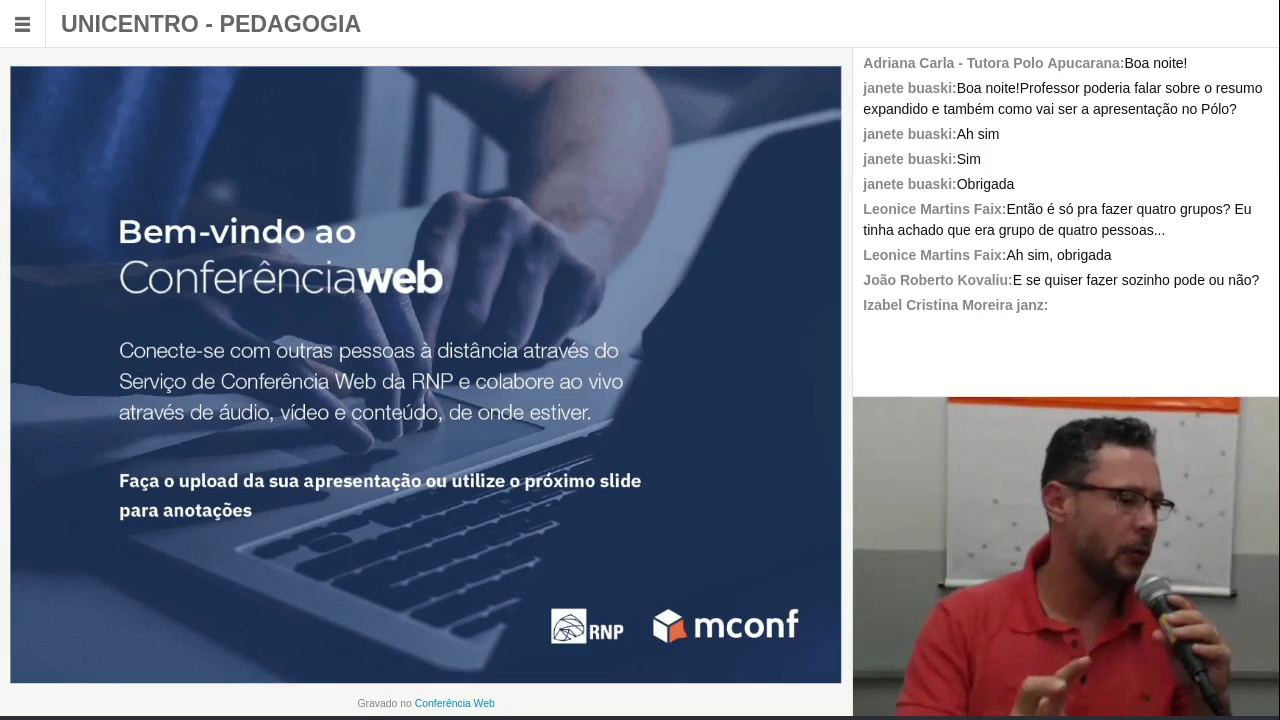 UNICENTRO - PEDAGOGIA
Bem-vindo ao
Conferênciaweb
Conecte-se com outras pessoas à distância através do
Serviço de Conferência Web da RNP e colabore ao vivo
através de áudio, vídeo e conteúdo, de onde estiver.
Faça o upload da sua apresentação ou utilize o próximo slide
para anotações
RNP
mconf
Gravado no Conferência Web
Adriana Carla - Tutora Polo Apucarana:Boa noite!
janete buaski:Boa noite!Professor poderia falar sobre o resumo
expandido e também como vai ser a apresentação no Pólo?
janete buaski:Ah sim
janete buaski:Sim
janete buaski:Obrigada
Leonice Martins Faix:Então é só pra fazer quatro grupos? Eu
tinha achado que era grupo de quatro pessoas...
Leonice Martins Faix:Ah sim, obrigada
João Roberto Kovaliu:E se quiser fazer sozinho pode ou não?
Izabel Cristina Moreira janz: